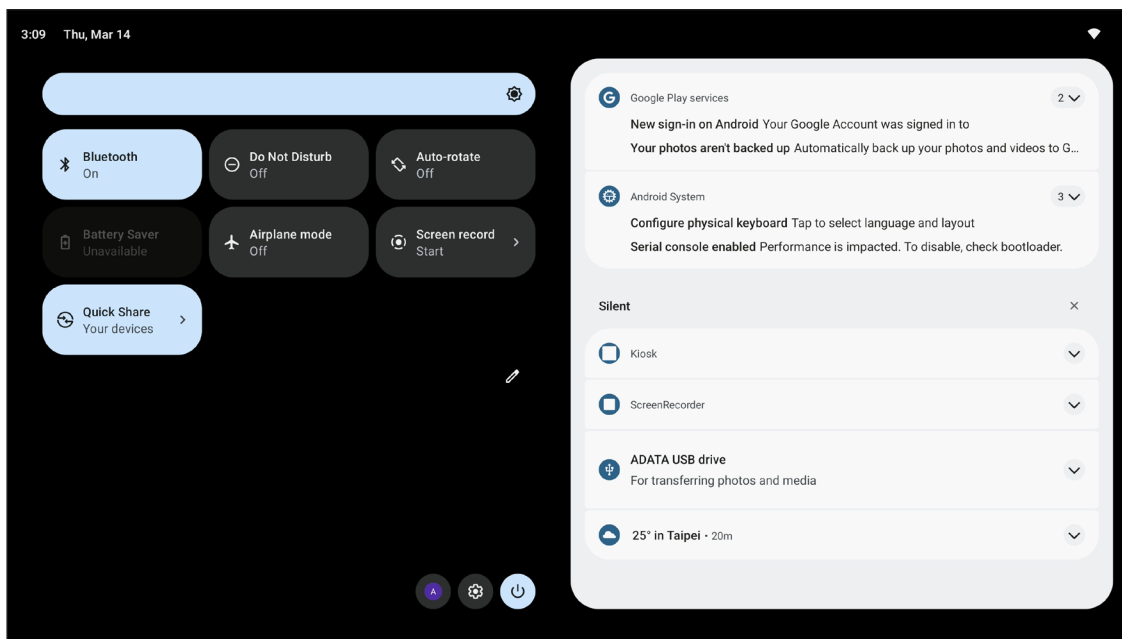 3:09 Thu, Mar 14
Bluetooth
On
Do Not Disturb
Off
Auto-rotate
Off
Battery Saver
Unavailable
Airplane mode
Off
Screen record
Start
Quick Share
Your devices
A
G Google Play services 2
New sign-in on Android Your Google Account was signed in to
Your photos aren't backed up Automatically back up your photos and videos to G...
Android System 3
Configure physical keyboard Tap to select language and layout
Serial console enabled Performance is impacted. To disable, check bootloader.
Silent
Kiosk
ScreenRecorder
ADATA USB drive
For transferring photos and media
25° in Taipei • 20m